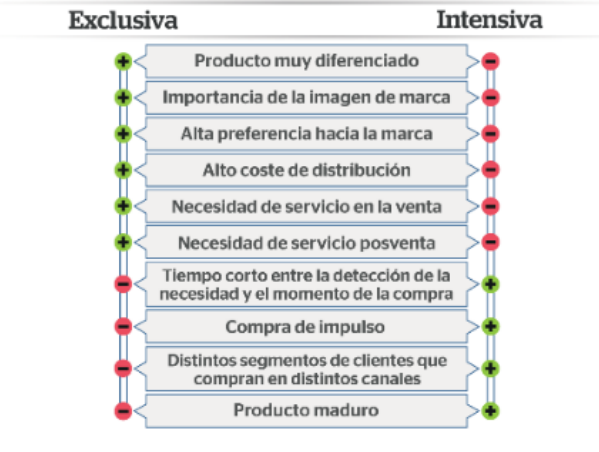 Exclusiva
Intensiva
Producto muy diferenciado
Importancia de la imagen de marca
Alta preferencia hacia la marca
Alto coste de distribución
Necesidad de servicio en la venta
Necesidad de servicio posventa
Tiempo corto entre la detección de la
necesidad y el momento de la compra
Compra de impulso
Distintos segmentos de clientes que
compran en distintos canales
Producto maduro